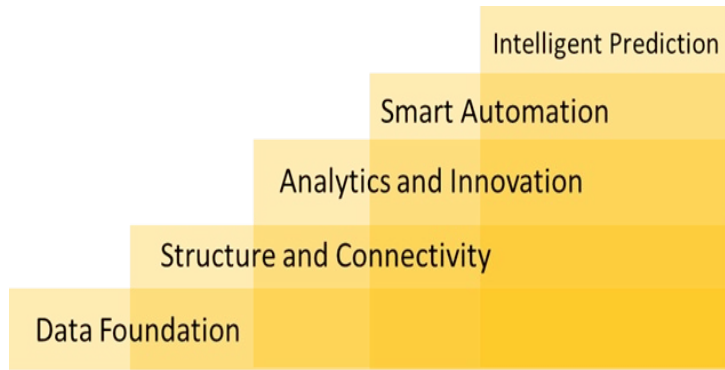 Intelligent Prediction
Smart Automation
Analytics and Innovation
Structure and Connectivity
Data Foundation